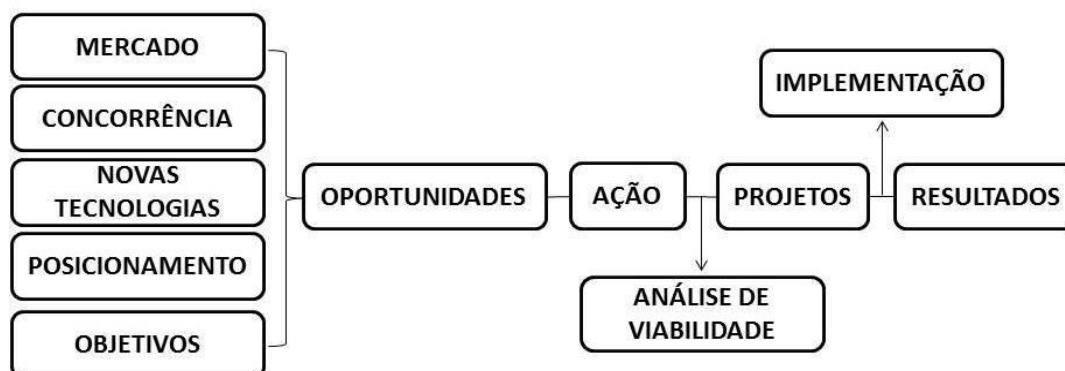 MERCADO
CONCORRÊNCIA
NOVAS
TECNOLOGIAS
POSICIONAMENTO
OBJETIVOS
OPORTUNIDADES
AÇÃO
ANÁLISE DE
VIABILIDADE
PROJETOS
IMPLEMENTAÇÃO
RESULTADOS